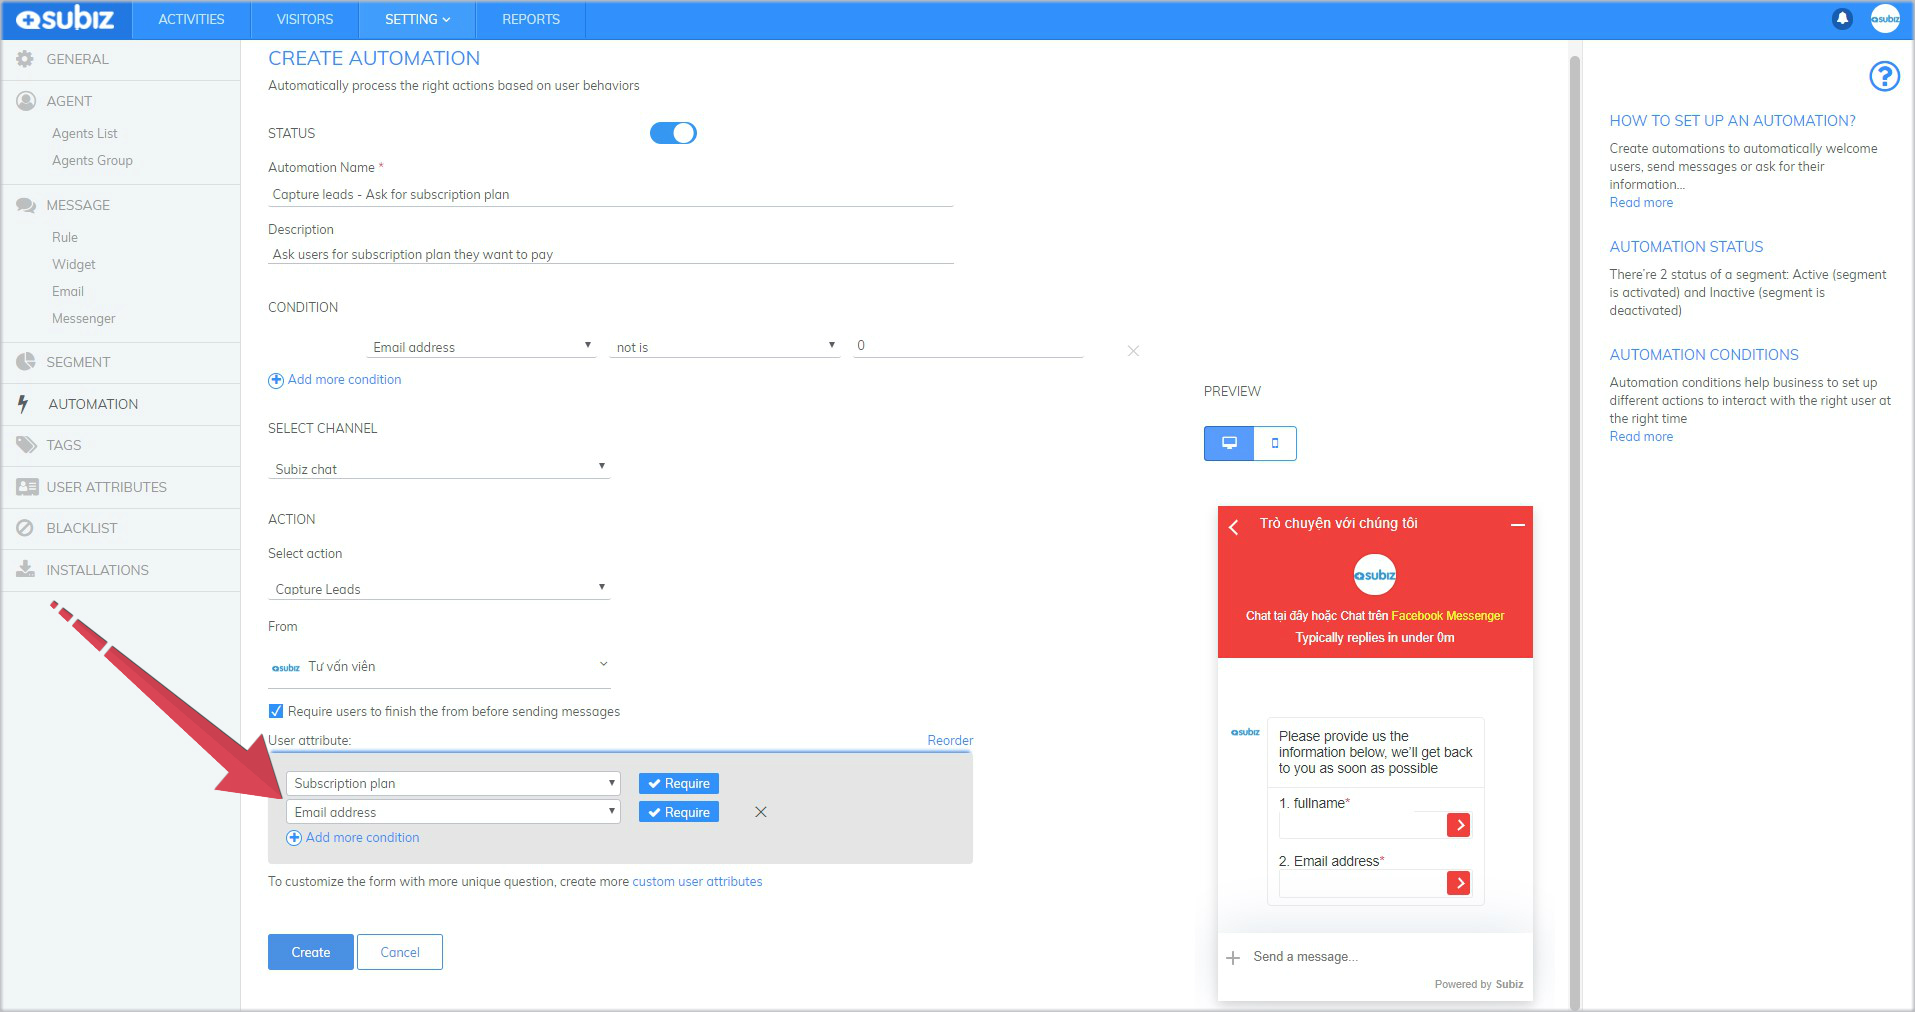 subiz
ACTIVITIES
VISITORS
SETTING
REPORTS
subiz
GENERAL
AGENT
Agents List
Agents Group
MESSAGE
Rule
Widget
Email
Messenger
SEGMENT
AUTOMATION
TAGS
USER ATTRIBUTES
BLACKLIST
INSTALLATIONS
CREATE AUTOMATION
Automatically process the right actions based on user behaviors
STATUS
Automation Name *
Capture leads - Ask for subscription plan
Description
Ask users for subscription plan they want to pay
CONDITION
Email address not is 0
Add more condition
SELECT CHANNEL
Subiz chat
ACTION
Select action
Capture Leads
From
subiz Tư vấn viên
Require users to finish the from before sending messages
User attribute: Reorder
Subscription plan Require
Email address Require
Add more condition
To customize the form with more unique question, create more custom user attributes
Create Cancel
PREVIEW
Trò chuyện với chúng tôi
subiz
Chat tại đây hoặc Chat trên Facebook Messenger
Typically replies in under 0m
subiz
Please provide us the
information below, we'll get back
to you as soon as possible
1. fullname*
2. Email address*
Send a message...
Powered by Subiz
HOW TO SET UP AN AUTOMATION?
Create automations to automatically welcome
users, send messages or ask for their
information...
Read more
AUTOMATION STATUS
There're 2 status of a segment: Active (segment
is activated) and Inactive (segment is
deactivated)
AUTOMATION CONDITIONS
Automation conditions help business to set up
different actions to interact with the right user at
the right time
Read more